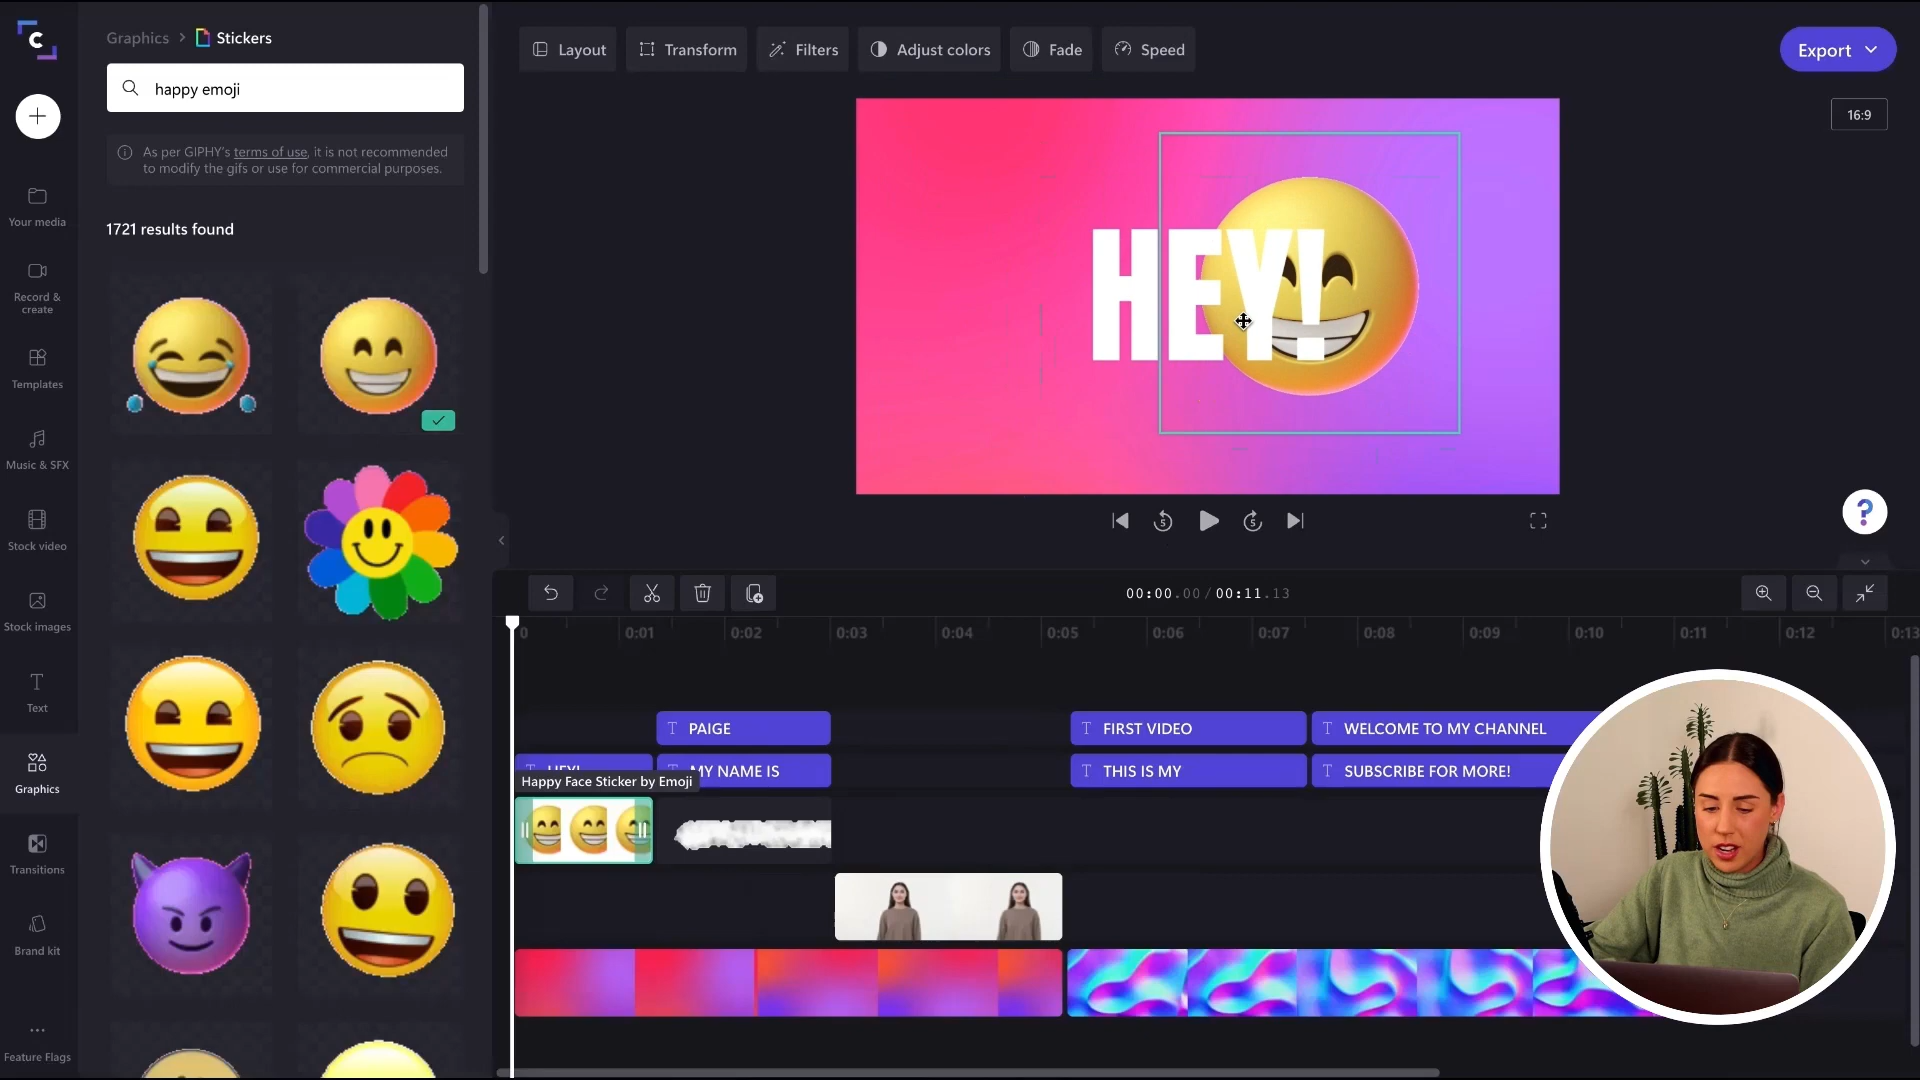 Graphics > Stickers
happy emoji
As per GIPHY's terms of use, it is not recommended
to modify the gifs or use for commercial purposes.
1721 results found
Your media
Record &
create
Templates
Music & SFX
Stock video
Stock images
Text
Graphics
Transitions
Brand kit
Feature Flags
Layout
Transform
Filters
Adjust colors
Fade
Speed
Export
16:9
HEY!
5
5
?
00:00.00 / 00:11.13
0 0:01 0:02 0:03 0:04 0:05 0:06 0:07 0:08 0:09 0:10 0:11 0:12 0:13
T PAIGE
T FIRST VIDEO
T WELCOME TO MY CHANNEL
MY NAME IS
T THIS IS MY
T SUBSCRIBE FOR MORE!
Happy Face Sticker by Emoji